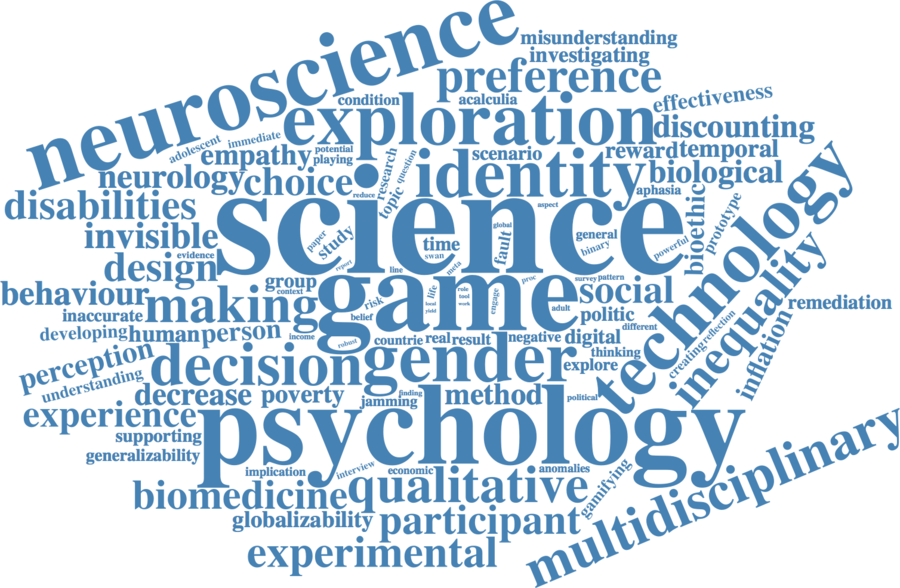 neuroscience
misunderstanding
investigating
preference
condition
acalculia
effectiveness
exploration
discounting
adolescent
immediate
empathy
potential
playing
research
question
scenario
reward
temporal
neurology
choice
identity
biological
disabilities
reduce
topic
aphasia
aspect
bioethic
prototype
science
invisible
paper
study
time
swan
fault
global
general
binary
powerful
evidence
design
line
meta
survey
pattern
group
context
behaviour
making
game
risk
life
role
tool
work
engage
proc
adult
social
technology
inequality
remediation
inaccurate
belief
local
yield
politic
developing
human
person
income
robust
countrie
real
result
negative
digital
different
creating
reflection
inflation
perception
decision
gender
thinking
explore
understanding
decrease
poverty
jamming
finding
method
political
experience
psychology
supporting
generalizability
implication
interview
economic
anomalies
gamifying
multidisciplinary
biomedicine
qualitative
globalizability
participant
experimental